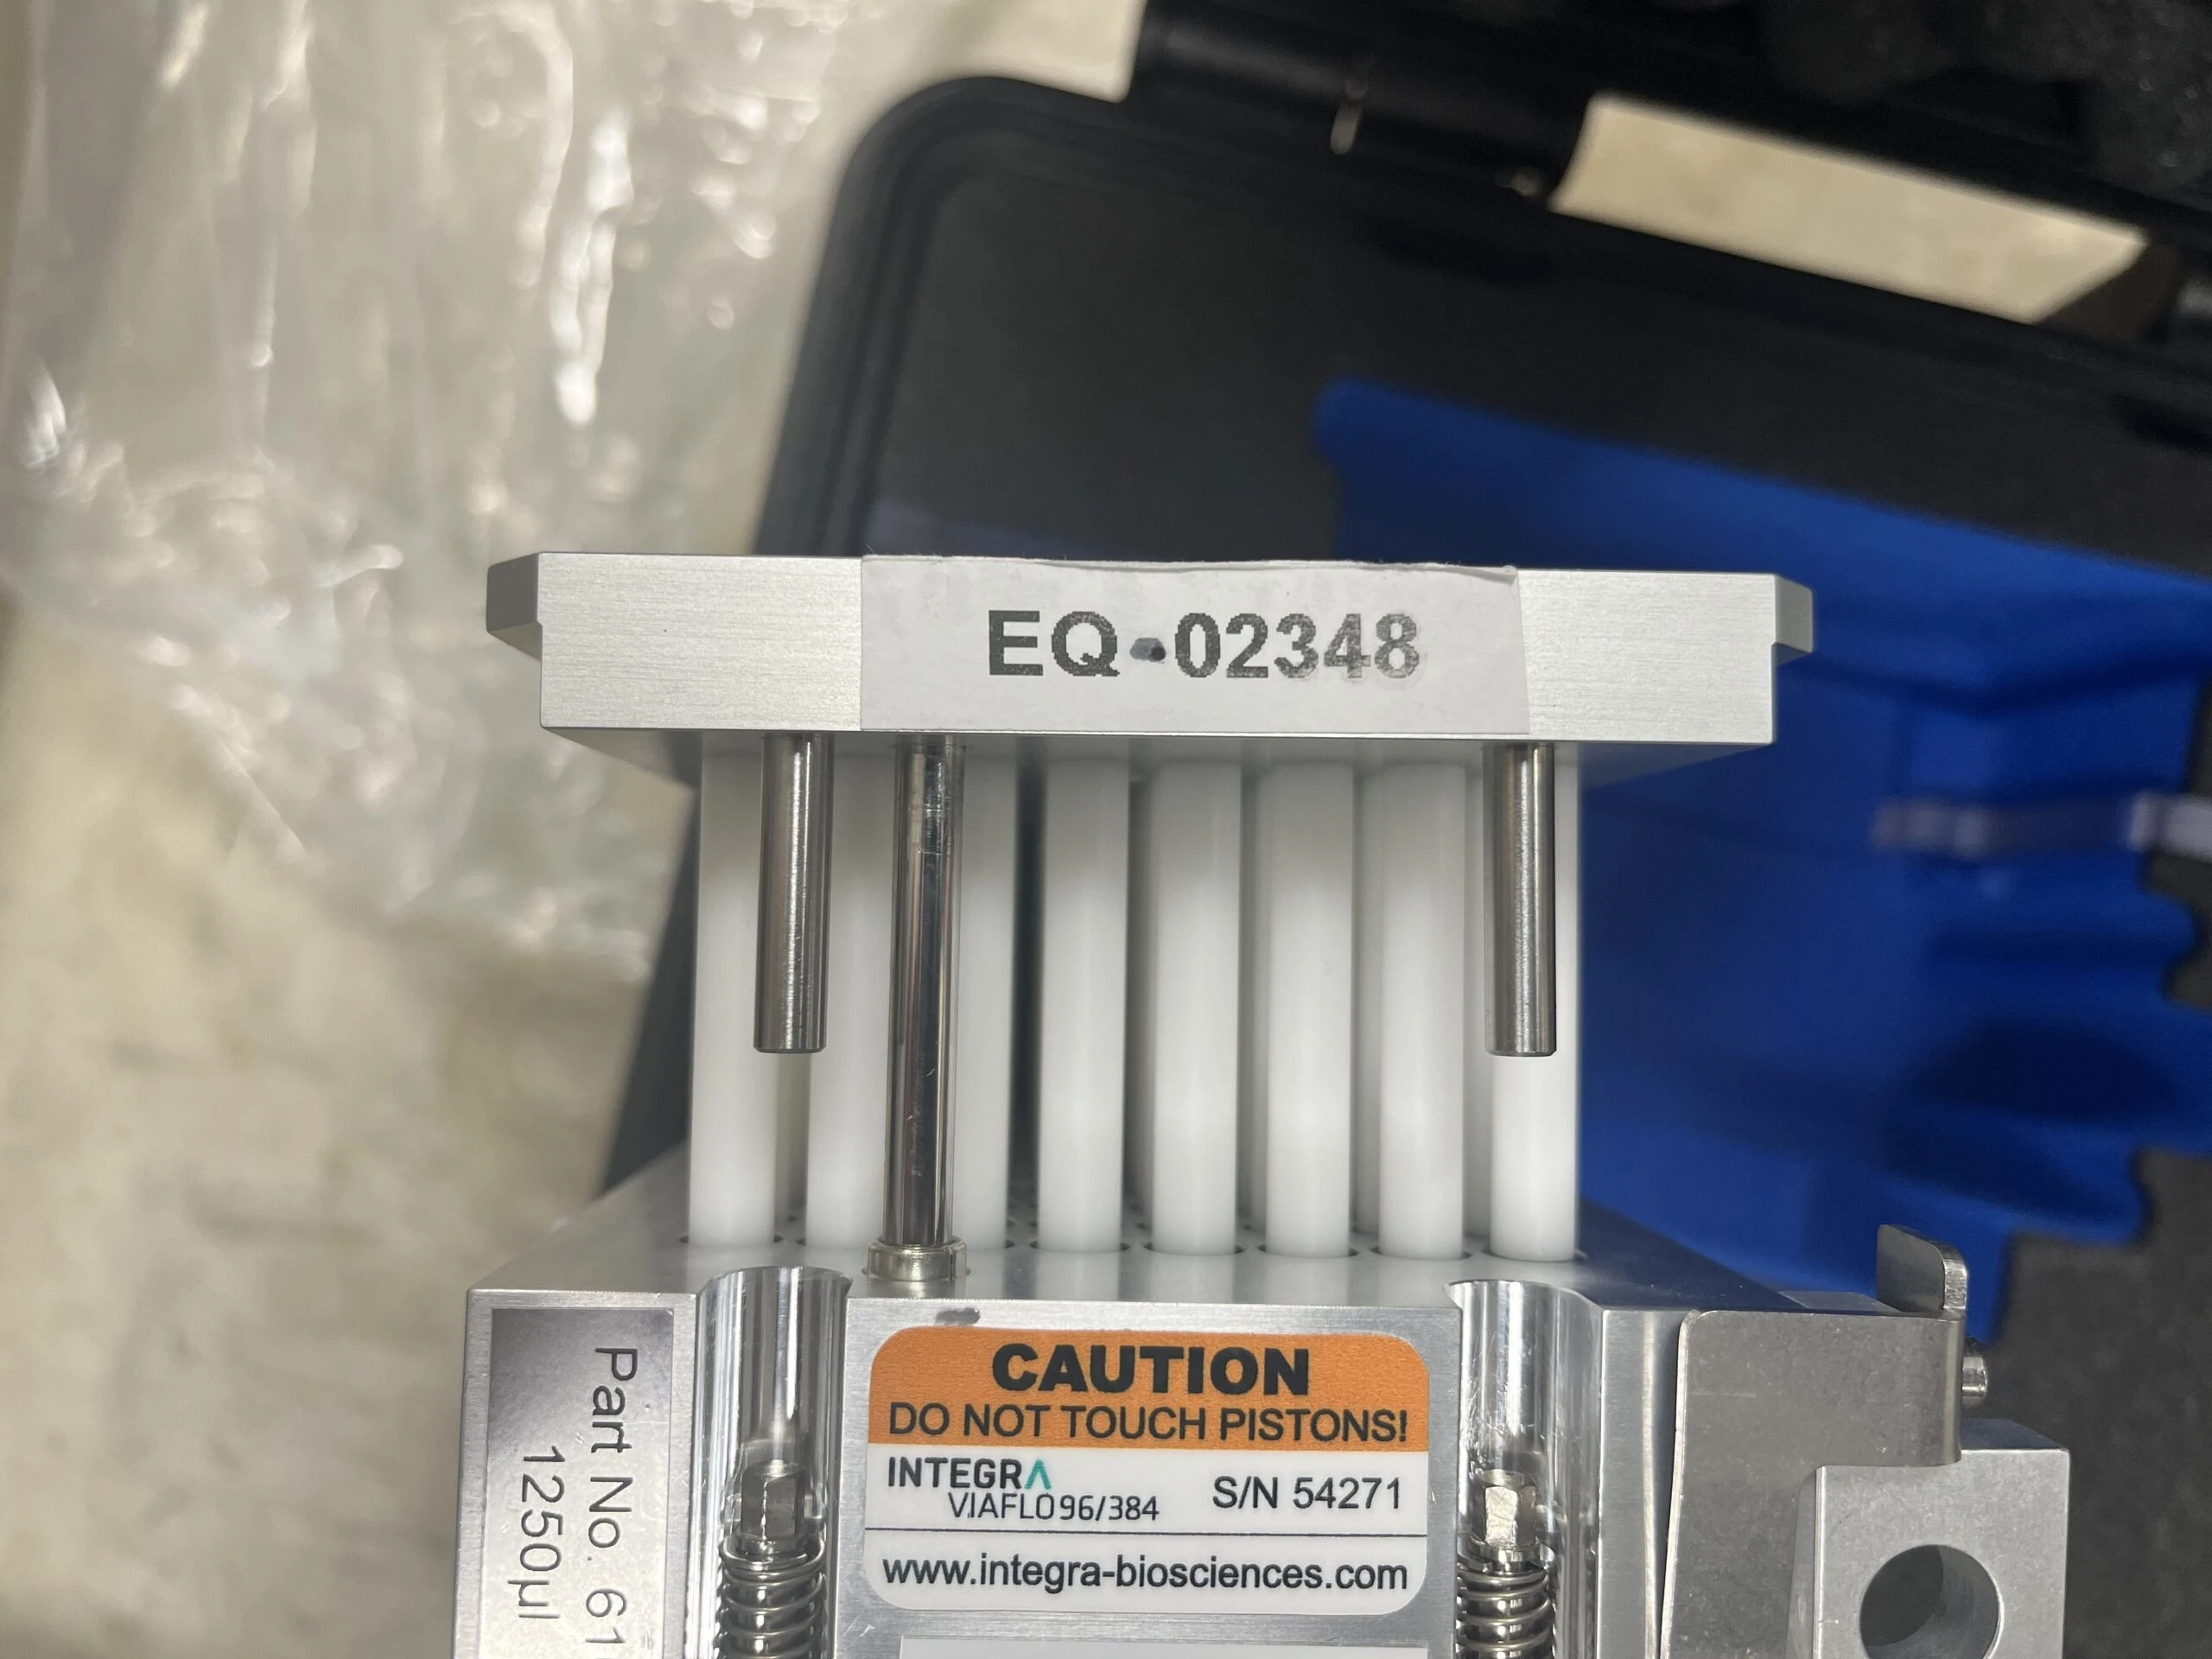 EQ-02348
CAUTION
DO NOT TOUCH PISTONS!
INTEGRA
VIAFLO 96/384
S/N 54271
www.integra-biosciences.com
Part No. 61
1250µl